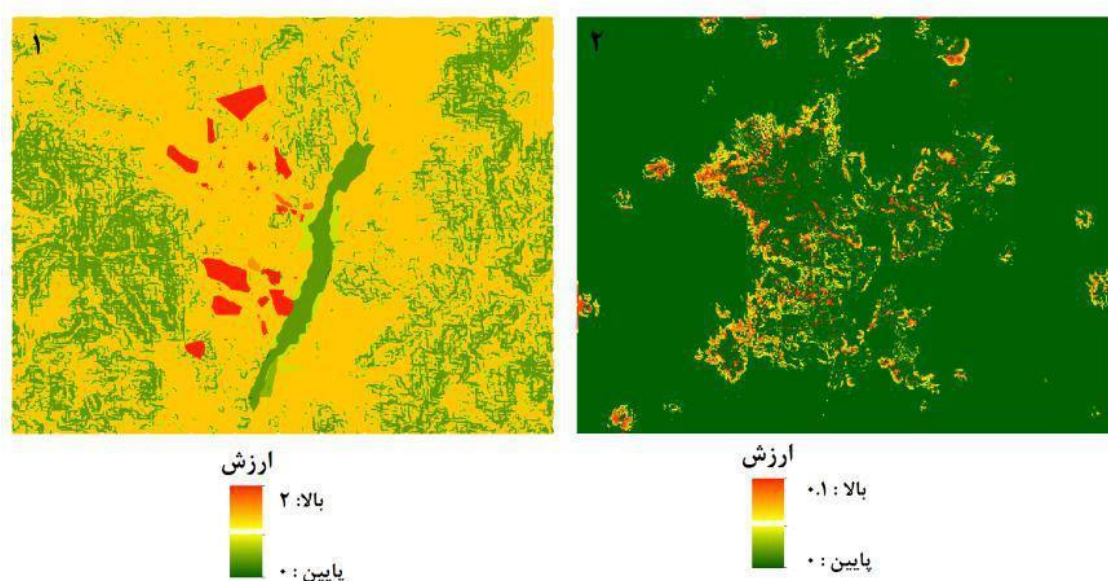 ۱
۲
ارزش
بالا: ۲
پایین : ۰
ارزش
بالا : ۰.۱
پایین : ۰